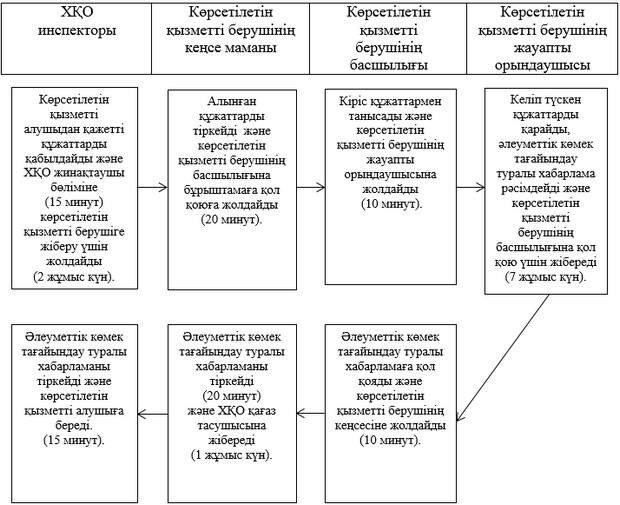 ХҚО
инспекторы
Көрсетілетін
қызметті берушінің
кеңсе маманы
Көрсетілетін
қызметті
берушінің
басшылығы
Көрсетілетін
қызметті берушінің
жауапты
орындаушысы
Көрсетілетін
қызметті
алушыдан қажетті
құжаттарды
қабылдайды және
ХҚО жинақтаушы
бөліміне
(15 минут)
көрсетілетін
қызметті берушіге
жіберу үшін
жолдайды
(2 жұмыс күн).
Алынған
құжаттарды
тіркейді және
көрсетілетін
қызметті берушінің
басшылығына
бұрыштамаға қол
қоюға жолдайды
(20 минут).
Кіріс құжаттармен
танысады және
көрсетілетін
қызметті берушінің
жауапты
орындаушысына
жолдайды
(10 минут).
Келіп түскен
құжаттарды
қарайды,
әлеуметтік көмек
тағайындау
туралы хабарлама
рәсімдейді және
көрсетілетін
қызметті
берушінің
басшылығына қол
қою үшін жібереді
(7 жұмыс күн).
Әлеуметтік көмек
тағайындау туралы
хабарламаны
тіркейді және
көрсетілетін
қызметті алушыға
береді.
(15 минут).
Әлеуметтік көмек
тағайындау туралы
хабарламаны
тіркейді
(20 минут)
және ХҚО қағаз
тасушысына
жібереді
(1 жұмыс күн).
Әлеуметтік көмек
тағайындау туралы
хабарламаға қол
қояды және
көрсетілетін
қызметті берушінің
кеңсесіне жолдайды
(10 минут).